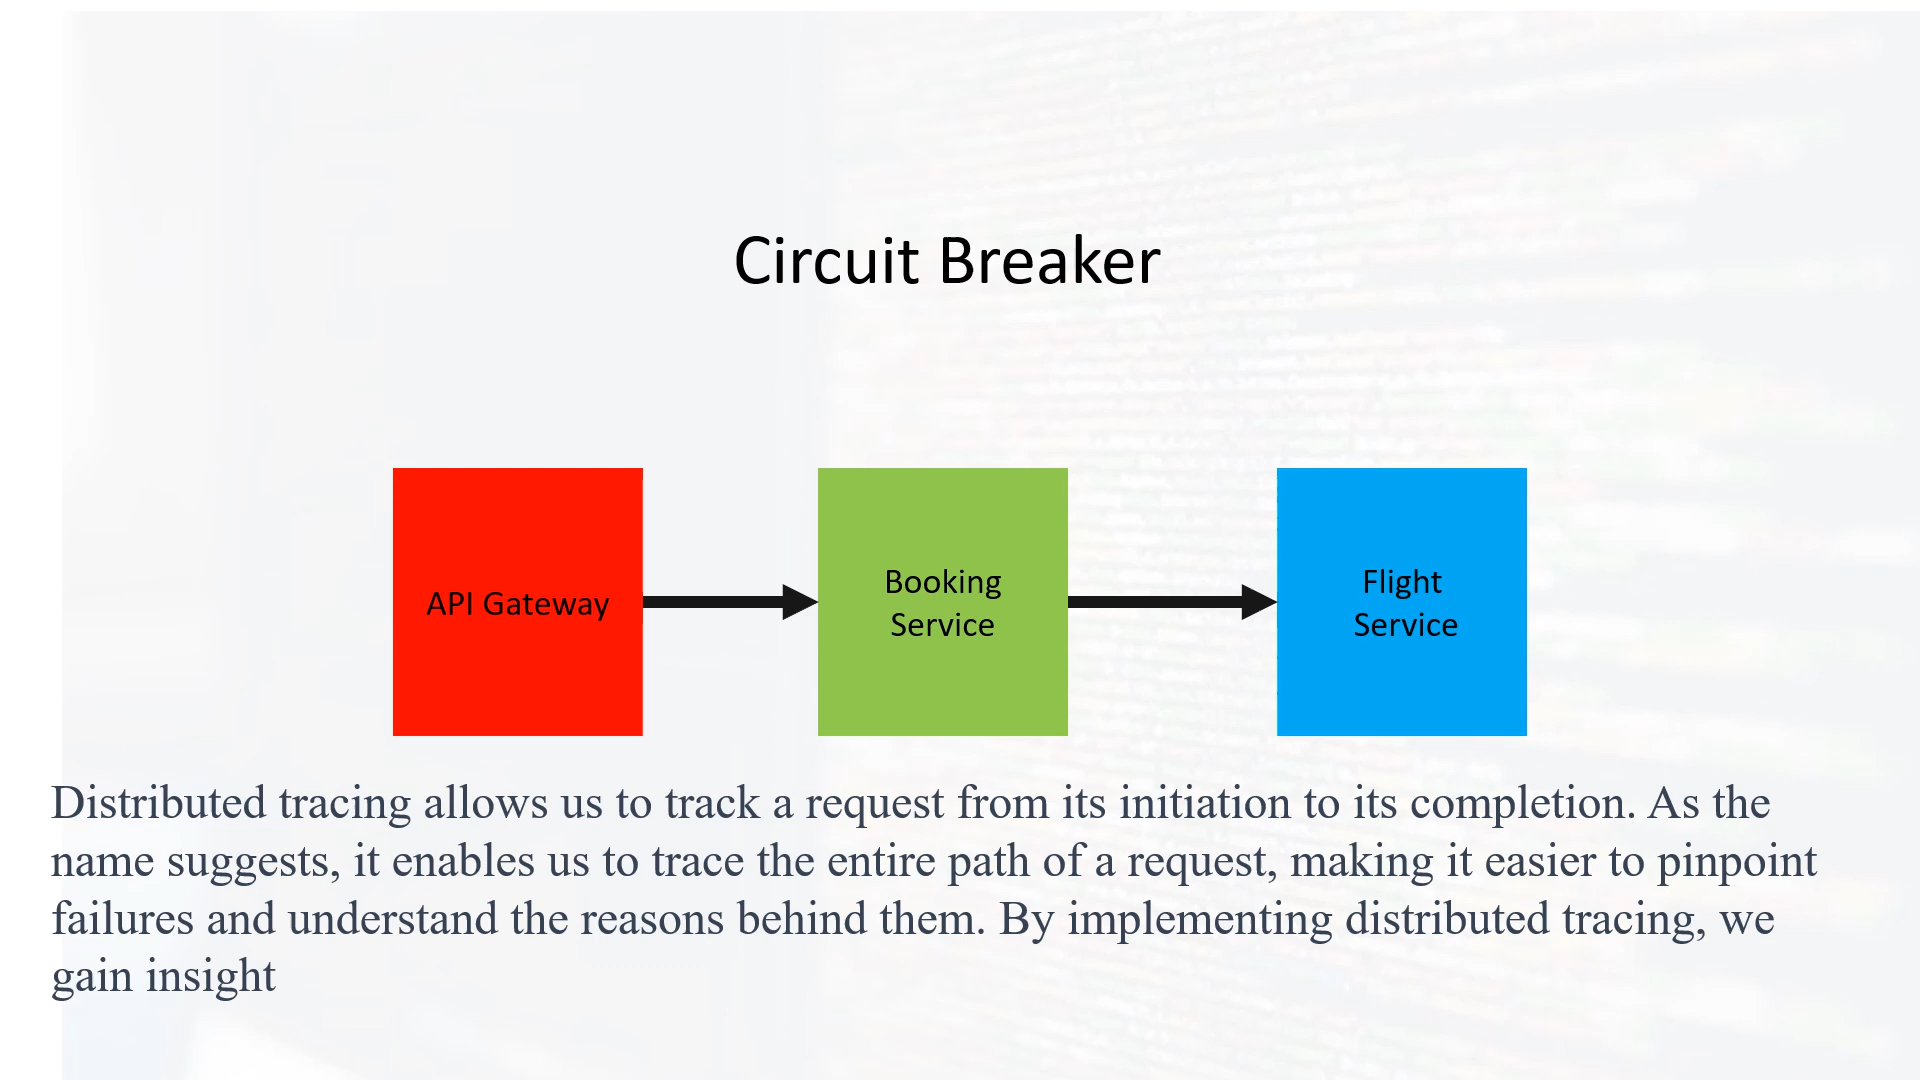 Circuit Breaker
API Gateway
Booking
Service
Flight
Service
Distributed tracing allows us to track a request from its initiation to its completion. As the
name suggests, it enables us to trace the entire path of a request, making it easier to pinpoint
failures and understand the reasons behind them. By implementing distributed tracing, we
gain insight